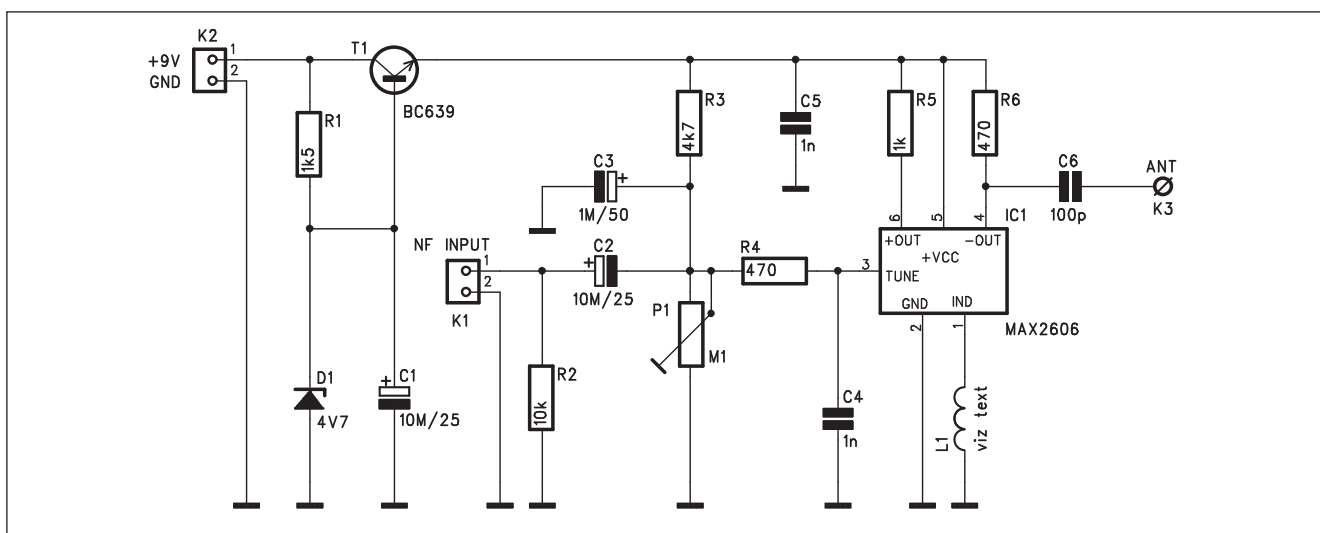 K2
+9V
GND
1
2
T1
BC639
R1
1k5
R3
4k7
C5
1n
R5
1k
R6
470
C6
100p
ANT
K3
C3
+
1M/50
6
5
4
IC1
+OUT
-OUT
+VCC
TUNE
GND
IND
3
2
1
MAX2606
NF INPUT
1
2
K1
C2
+
10M/25
R4
470
P1
M1
R2
10k
D1
4V7
C1
+
10M/25
C4
1n
L1
viz text